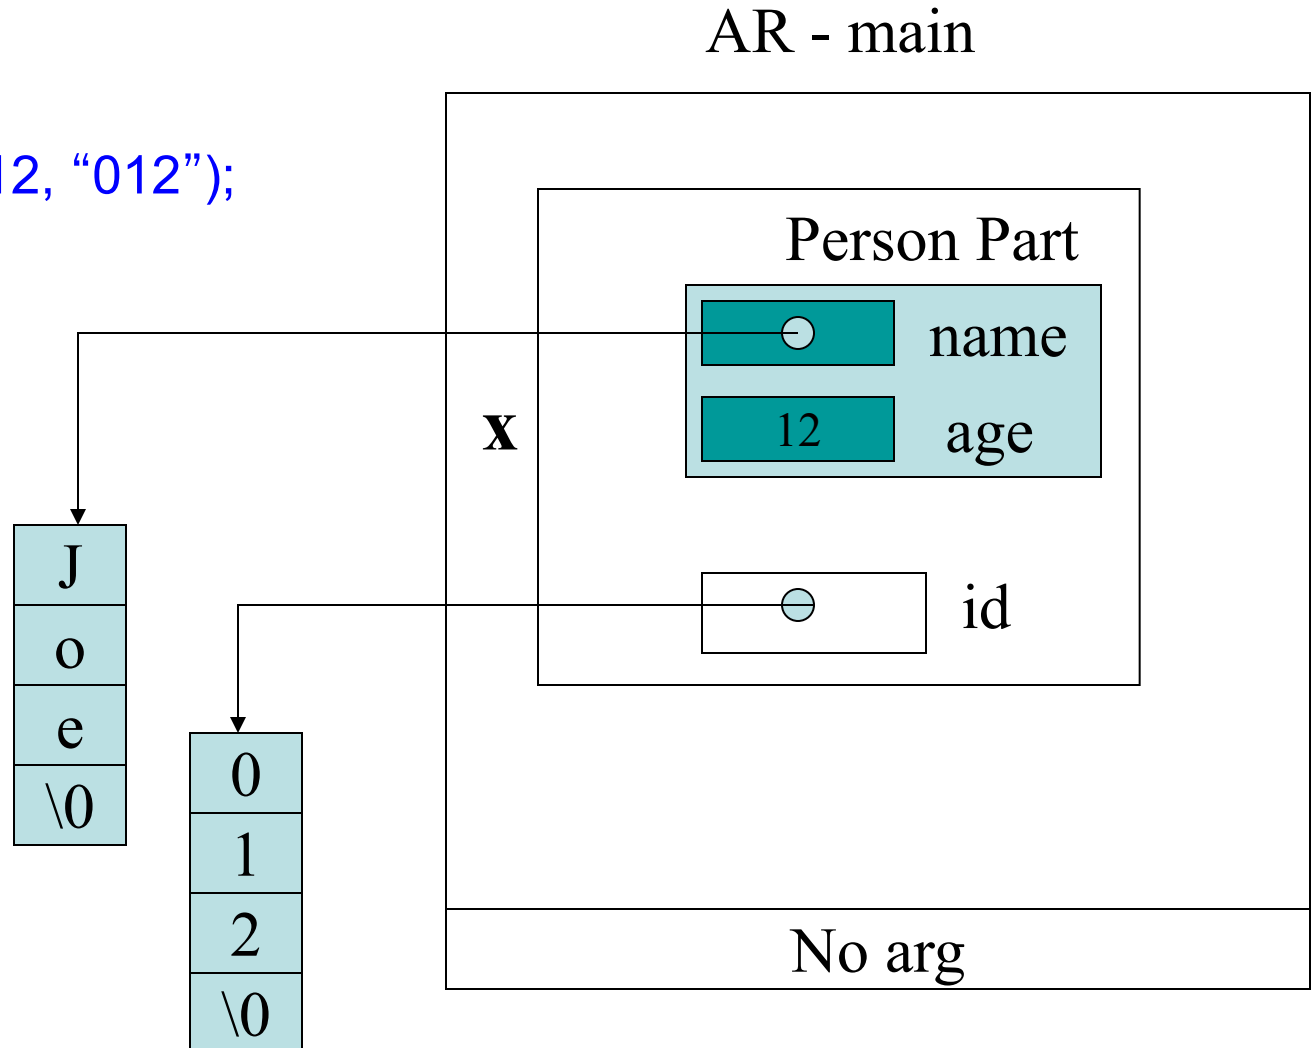 AR - main
12, “012”);
Person Part
name
x
12
age
J
o
e
\0
id
0
1
2
\0
No arg